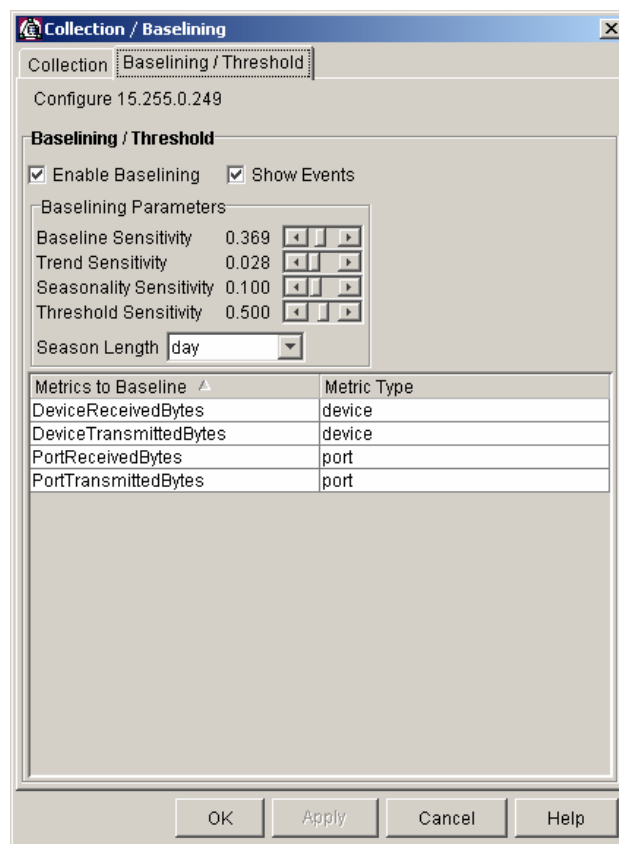 Collection / Baselining
Collection Baselining / Threshold
Configure 15.255.0.249
Baselining / Threshold
Enable Baselining Show Events
Baselining Parameters
Baseline Sensitivity 0.369
Trend Sensitivity 0.028
Seasonality Sensitivity 0.100
Threshold Sensitivity 0.500
Season Length day
Metrics to Baseline Metric Type
DeviceReceivedBytes device
DeviceTransmittedBytes device
PortReceivedBytes port
PortTransmittedBytes port
OK Apply Cancel Help